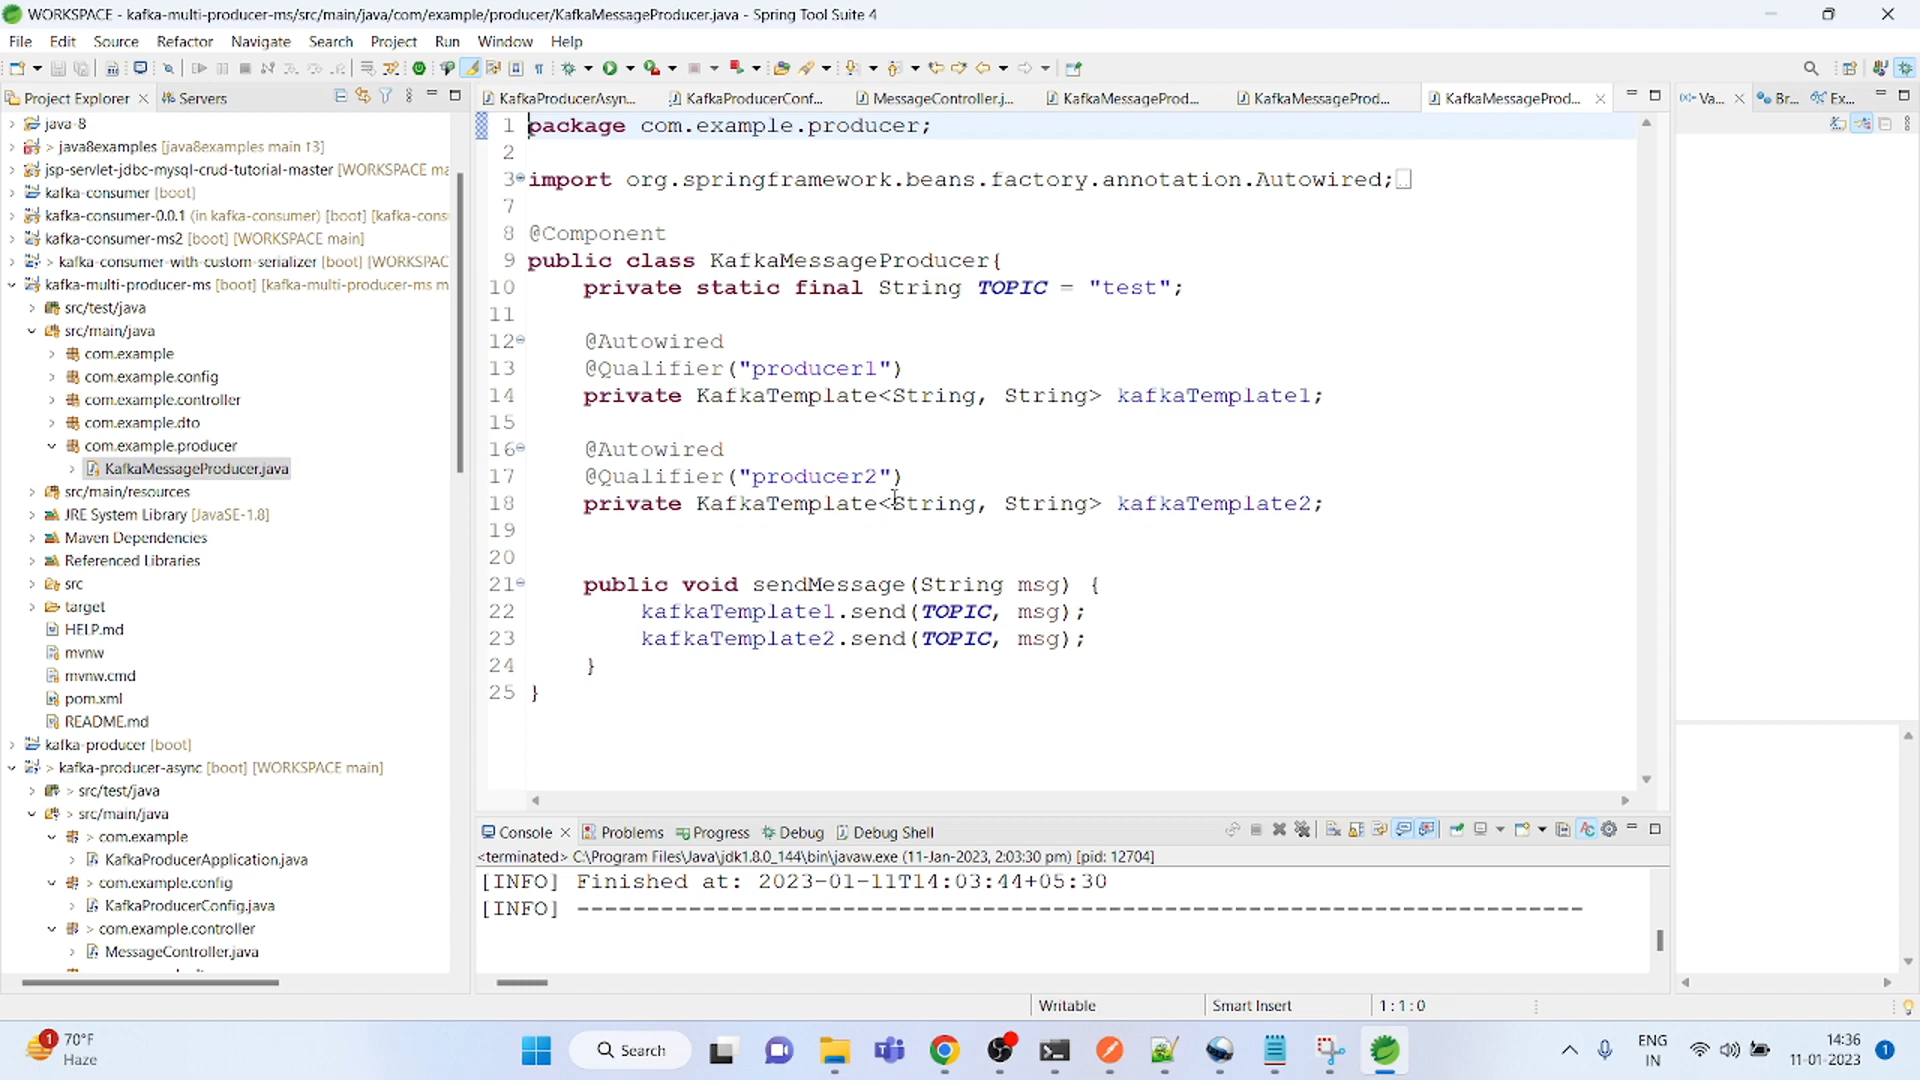 WORKSPACE - kafka-multi-producer-ms/src/main/java/com/example/producer/KafkaMessageProducer.java - Spring Tool Suite 4
File Edit Source Refactor Navigate Search Project Run Window Help
Project Explorer Servers
java-8
> java8examples [java8examples main ↑3]
jsp-servlet-jdbc-mysql-crud-tutorial-master [WORKSPACE ma
kafka-consumer [boot]
kafka-consumer-0.0.1 (in kafka-consumer) [boot] [kafka-cons
kafka-consumer-ms2 [boot] [WORKSPACE main]
> kafka-consumer-with-custom-serializer [boot] [WORKSPAC
kafka-multi-producer-ms [boot] [kafka-multi-producer-ms m
src/test/java
src/main/java
com.example
com.example.config
com.example.controller
com.example.dto
com.example.producer
KafkaMessageProducer.java
src/main/resources
JRE System Library [JavaSE-1.8]
Maven Dependencies
Referenced Libraries
src
target
HELP.md
mvnw
mvnw.cmd
pom.xml
README.md
kafka-producer [boot]
> kafka-producer-async [boot] [WORKSPACE main]
> src/test/java
> src/main/java
> com.example
KafkaProducerApplication.java
> com.example.config
KafkaProducerConfig.java
> com.example.controller
MessageController.java
KafkaProducerAsyn... KafkaProducerConf... MessageController.j... KafkaMessageProd... KafkaMessageProd... KafkaMessageProd...
1 package com.example.producer;
2
3 import org.springframework.beans.factory.annotation.Autowired;
7
8 @Component
9 public class KafkaMessageProducer{
10 private static final String TOPIC = "test";
11
12 @Autowired
13 @Qualifier("producer1")
14 private KafkaTemplate<String, String> kafkaTemplate1;
15
16 @Autowired
17 @Qualifier("producer2")
18 private KafkaTemplate<String, String> kafkaTemplate2;
19
20
21 public void sendMessage(String msg) {
22 kafkaTemplate1.send(TOPIC, msg);
23 kafkaTemplate2.send(TOPIC, msg);
24 }
25 }
(x)= Va... Br... Ex...
Console Problems Progress Debug Debug Shell
<terminated> C:\Program Files\Java\jdk1.8.0_144\bin\javaw.exe (11-Jan-2023, 2:03:30 pm) [pid: 12704]
[INFO] Finished at: 2023-01-11T14:03:44+05:30
[INFO] ------------------------------------------------------------------------
Writable Smart Insert 1 : 1 : 0
1 70°F
Haze
Search
ENG
IN
14:36
11-01-2023
1